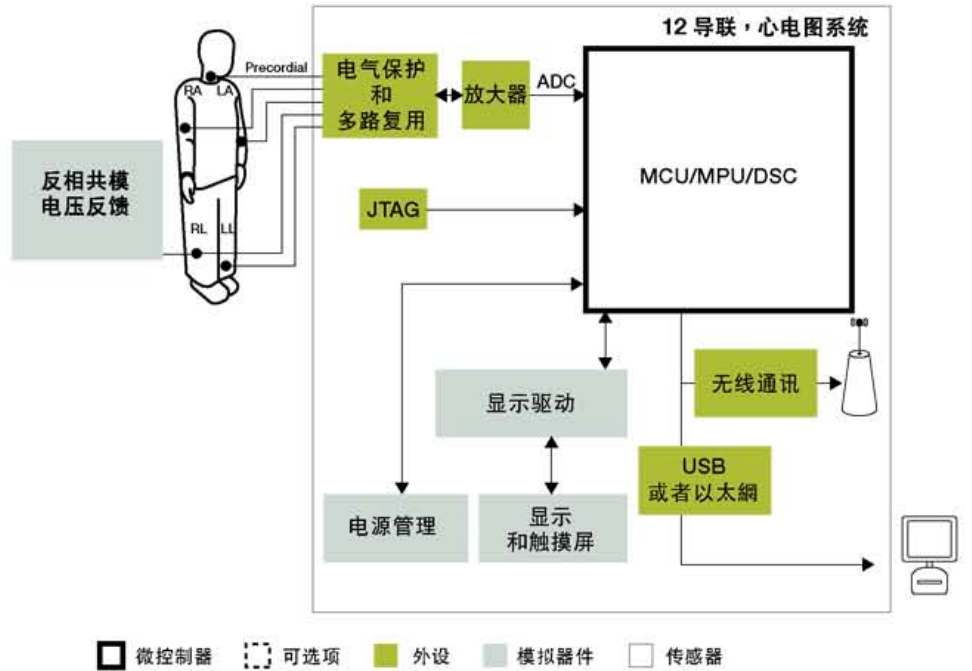 12 导联，心电图系统
Precordial
RA
LA
电气保护
和
多路复用
放大器
ADC
MCU/MPU/DSC
反相共模
电压反馈
JTAG
RL
LL
无线通讯
显示驱动
USB
或者以太網
电源管理
显示
和触摸屏
微控制器
可选项
外设
模拟器件
传感器